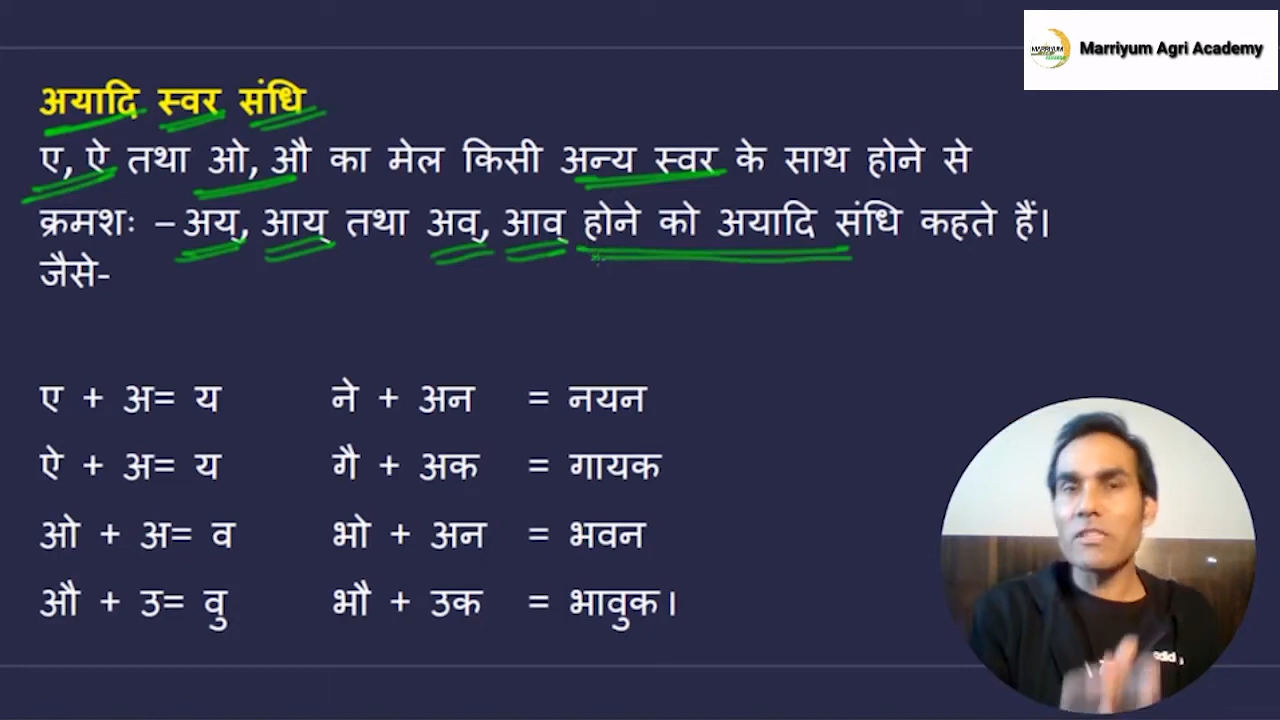 Marriyum Agri Academy
अयादि स्वर संधि
ए, ऐ तथा ओ, औ का मेल किसी अन्य स्वर के साथ होने से
क्रमशः – अय्, आय् तथा अव्, आव् होने को अयादि संधि कहते हैं।
जैसे-
ए + अ= य ने + अन = नयन
ऐ + अ= य गै + अक = गायक
ओ + अ= व भो + अन = भवन
औ + उ= वु भौ + उक = भावुक।